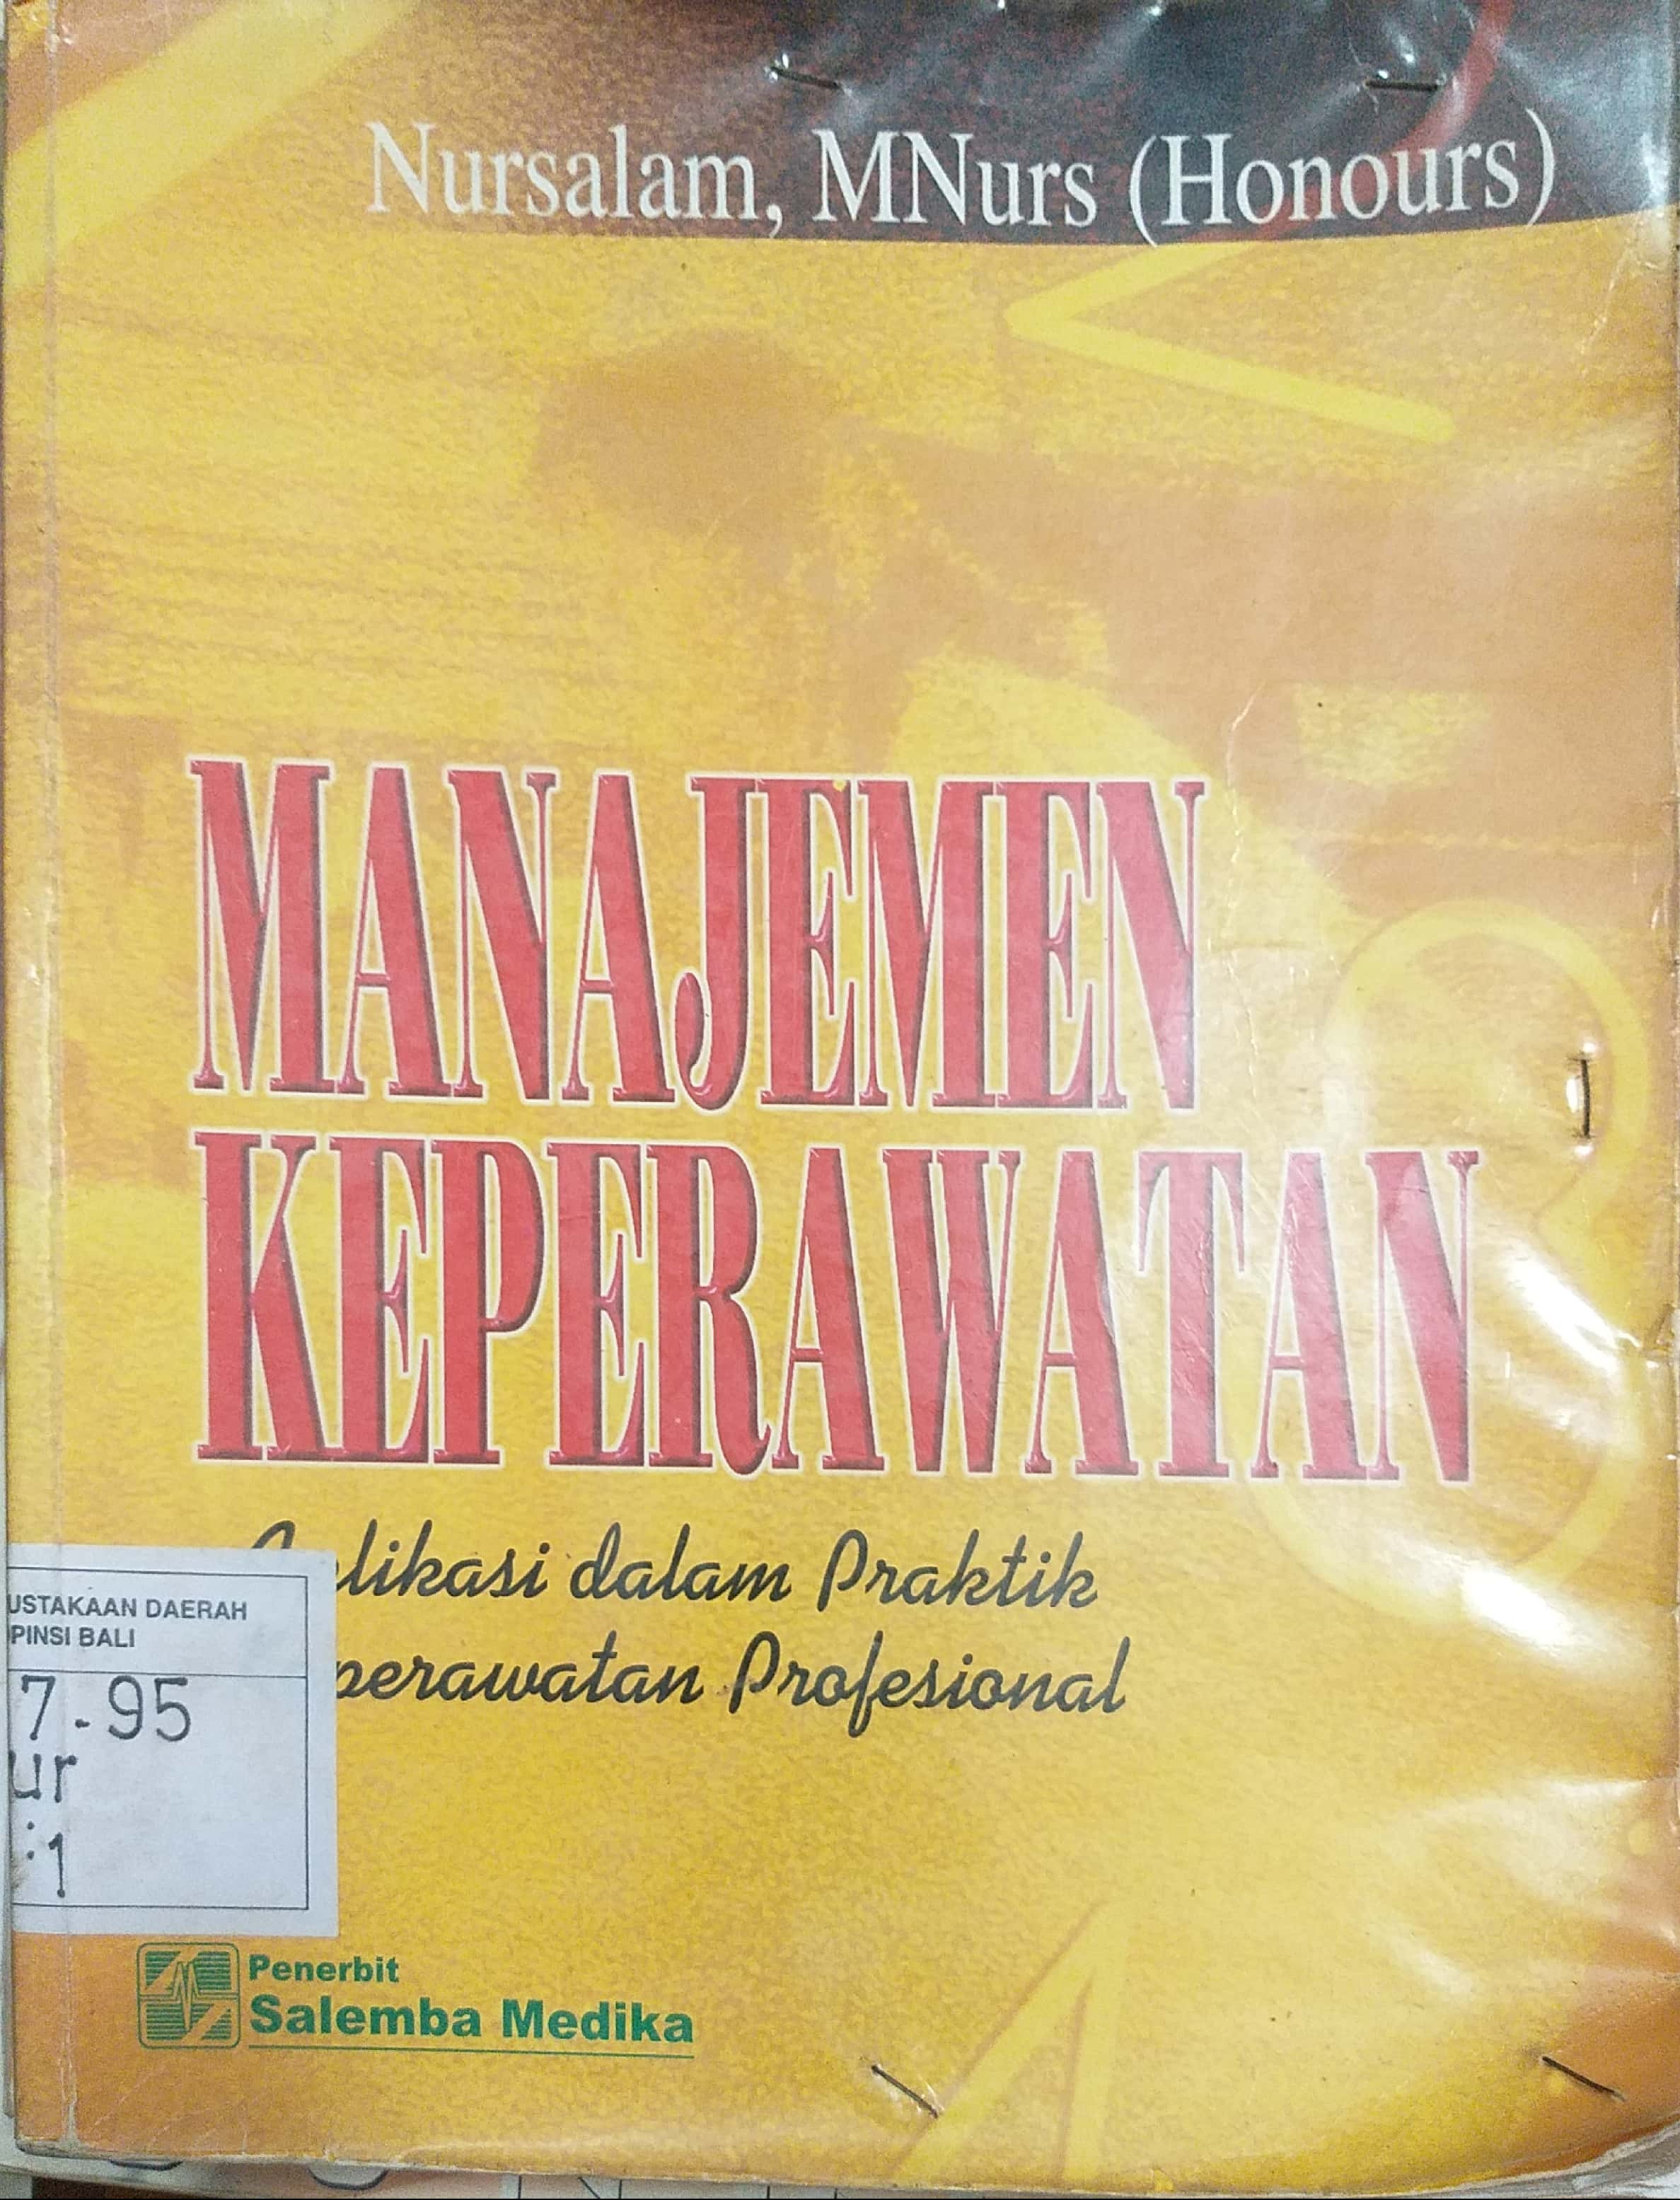 Nursalam, MNurs (Honours)
MANAJEMEN
KEPERAWATAN
likasi dalam Praktik
perawatan Profesional
USTAKAAN DAERAH
PINSI BALI
7.95
ur
:1
Penerbit
Salemba Medika